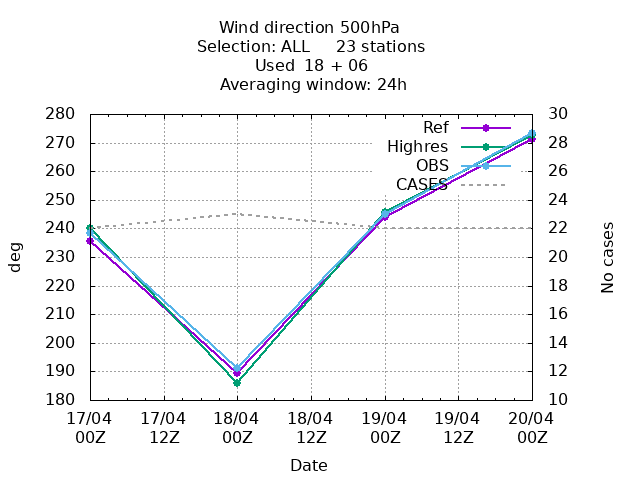 Wind direction 500hPa
Selection: ALL     23 stations
Used  18 + 06
Averaging window: 24h
280
270
260
250
240
230
220
210
200
190
180
deg
Ref
Highres
OBS
CASES
30
28
26
24
22
20
18
16
14
12
10
No cases
17/04 17/04 18/04 18/04 19/04 19/04 20/04
00Z 12Z 00Z 12Z 00Z 12Z 00Z
Date